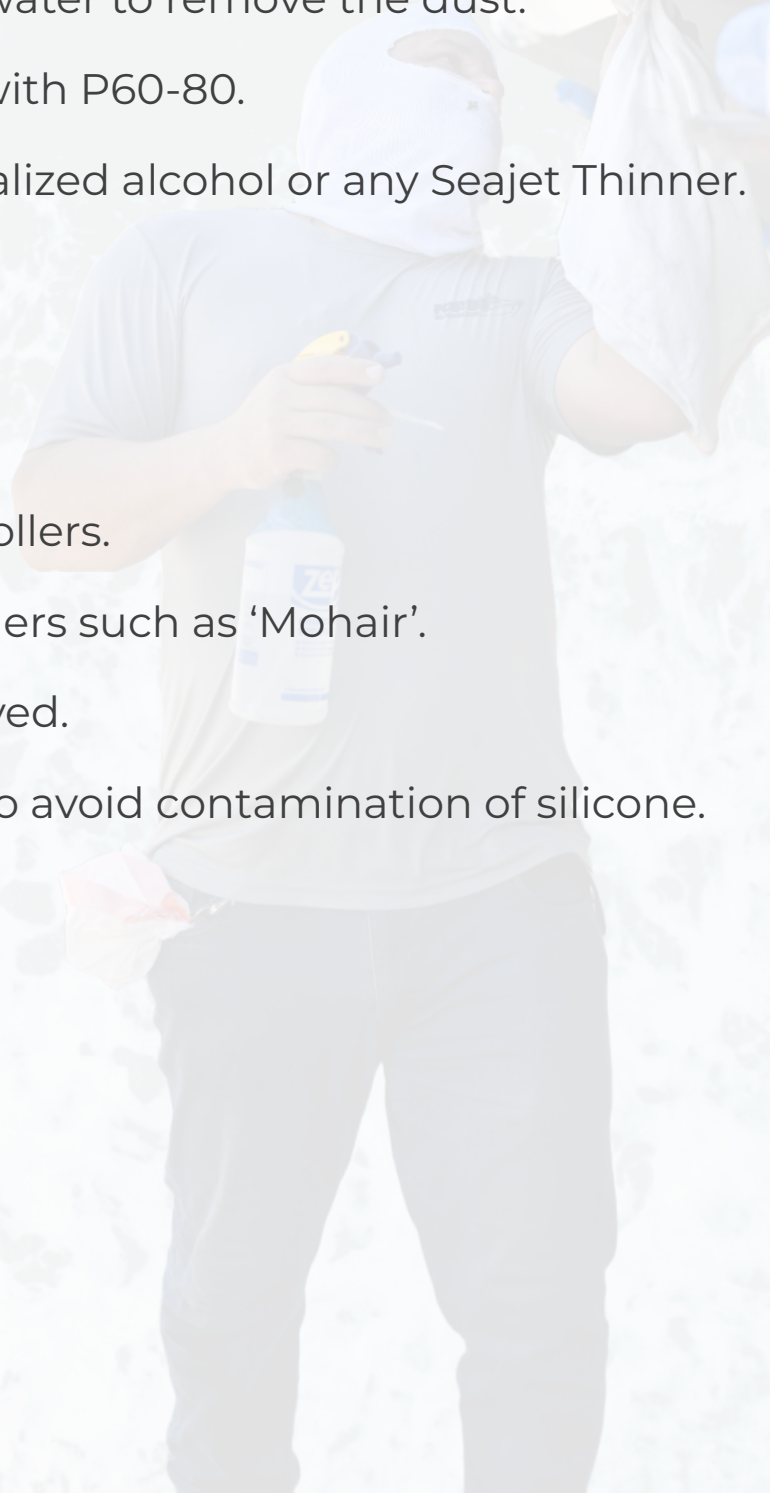 water to remove the dust.
with P60-80.
alized alcohol or any Seajet Thinner.
ollers.
ers such as ‘Mohair’.
ved.
o avoid contamination of silicone.
Zep